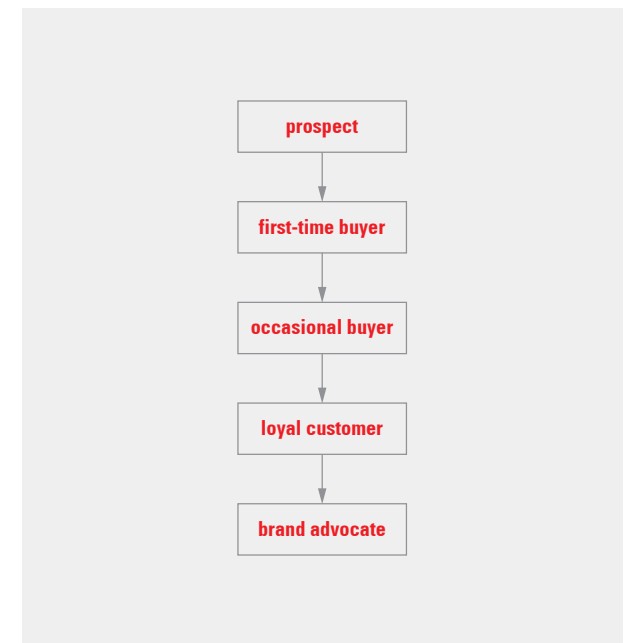 prospect
first-time buyer
occasional buyer
loyal customer
brand advocate